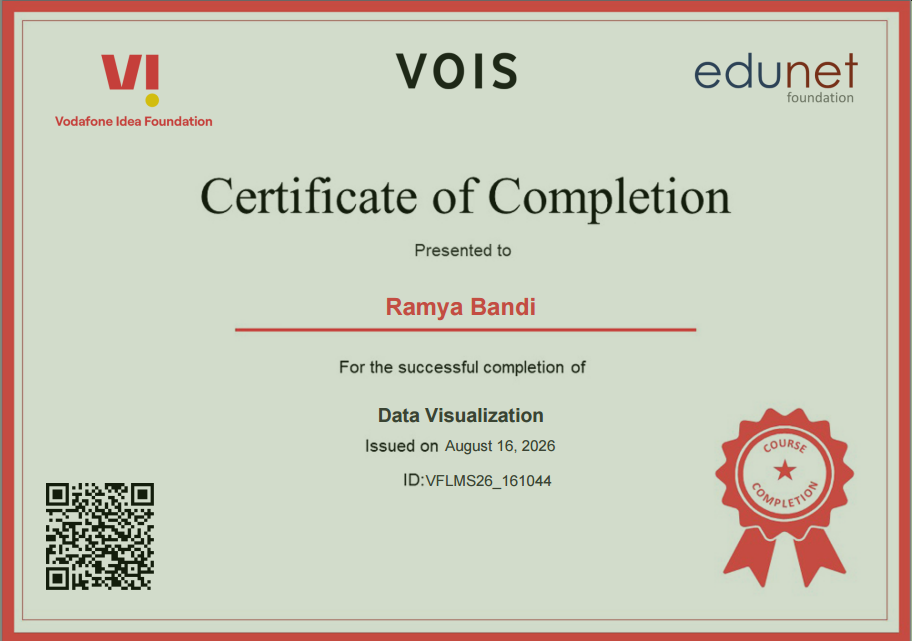 VI
Vodafone Idea Foundation
VOIS
edunet
foundation
Certificate of Completion
Presented to
Ramya Bandi
For the successful completion of
Data Visualization
Issued on August 16, 2026
ID:VFLMS26_161044
COURSE
COMPLETION